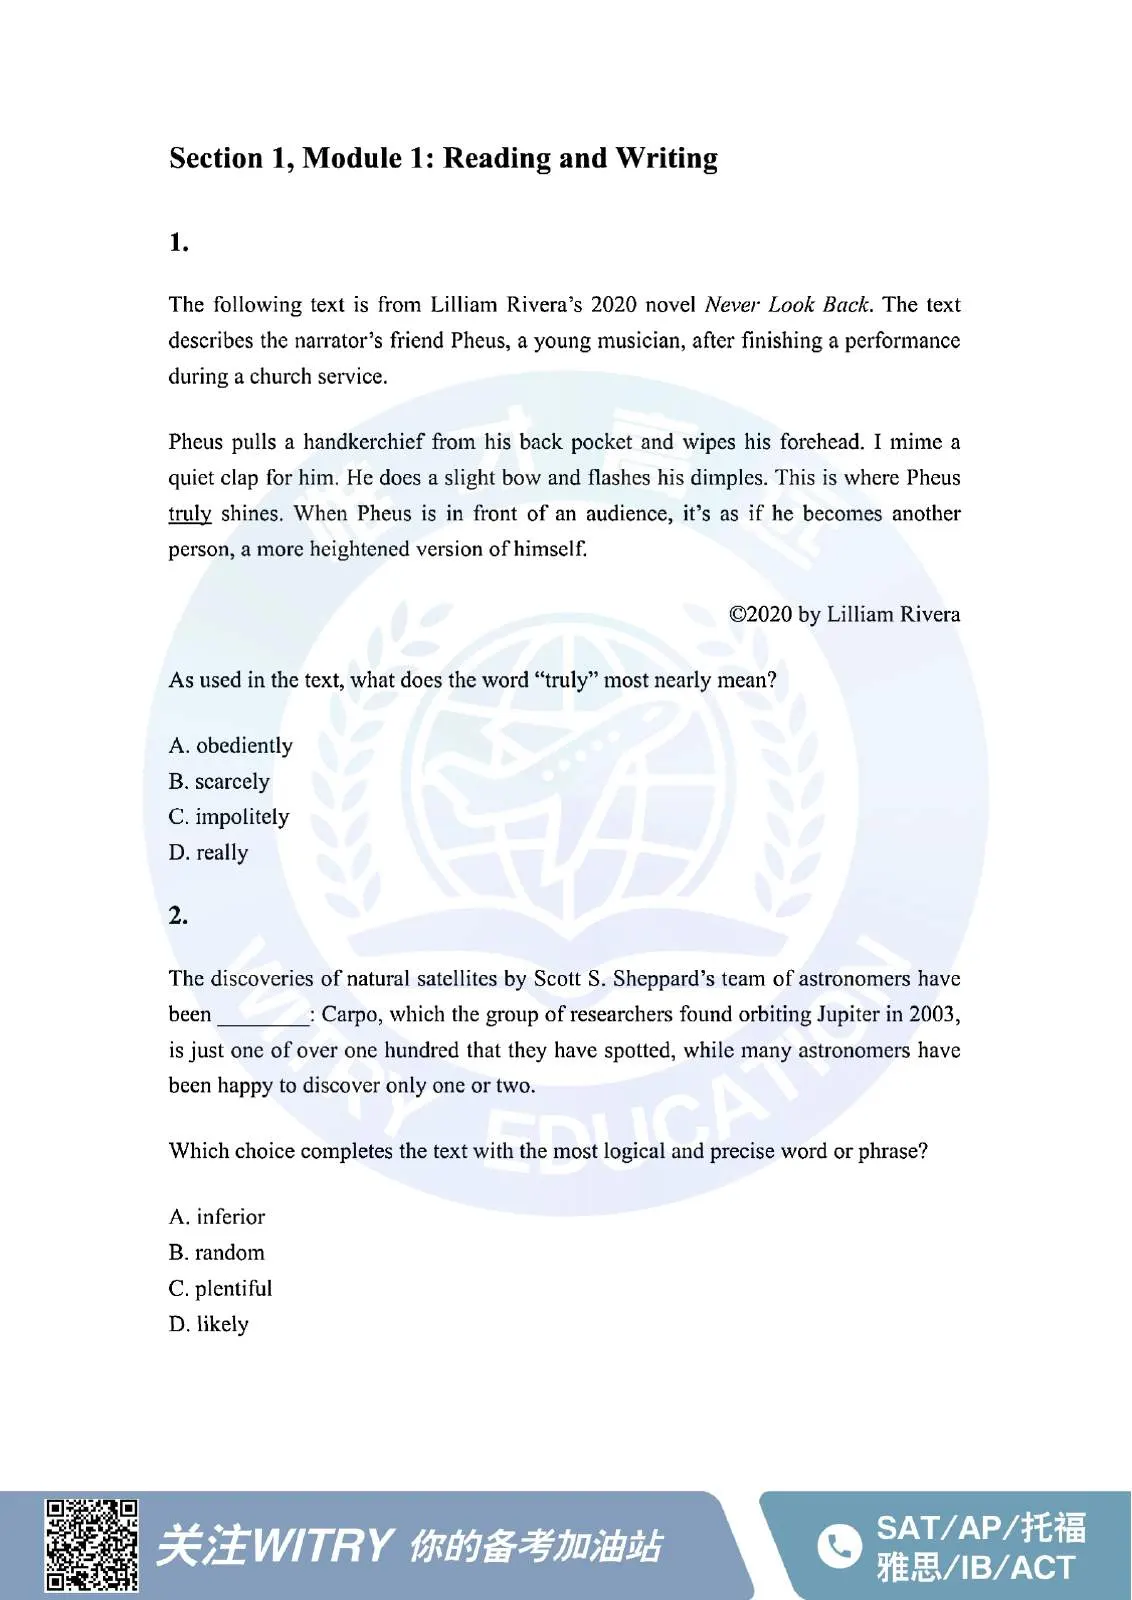 Section 1, Module 1: Reading and Writing
1.
The following text is from Lilliam Rivera’s 2020 novel Never Look Back. The text
describes the narrator’s friend Pheus, a young musician, after finishing a performance
during a church service.
Pheus pulls a handkerchief from his back pocket and wipes his forehead. I mime a
quiet clap for him. He does a slight bow and flashes his dimples. This is where Pheus
truly shines. When Pheus is in front of an audience, it’s as if he becomes another
person, a more heightened version of himself.
©2020 by Lilliam Rivera
As used in the text, what does the word “truly” most nearly mean?
A. obediently
B. scarcely
C. impolitely
D. really
2.
The discoveries of natural satellites by Scott S. Sheppard’s team of astronomers have
been ________: Carpo, which the group of researchers found orbiting Jupiter in 2003,
is just one of over one hundred that they have spotted, while many astronomers have
been happy to discover only one or two.
Which choice completes the text with the most logical and precise word or phrase?
A. inferior
B. random
C. plentiful
D. likely
WITRY EDUCATION
关注WITRY 你的备考加油站
SAT/AP/托福
雅思/IB/ACT